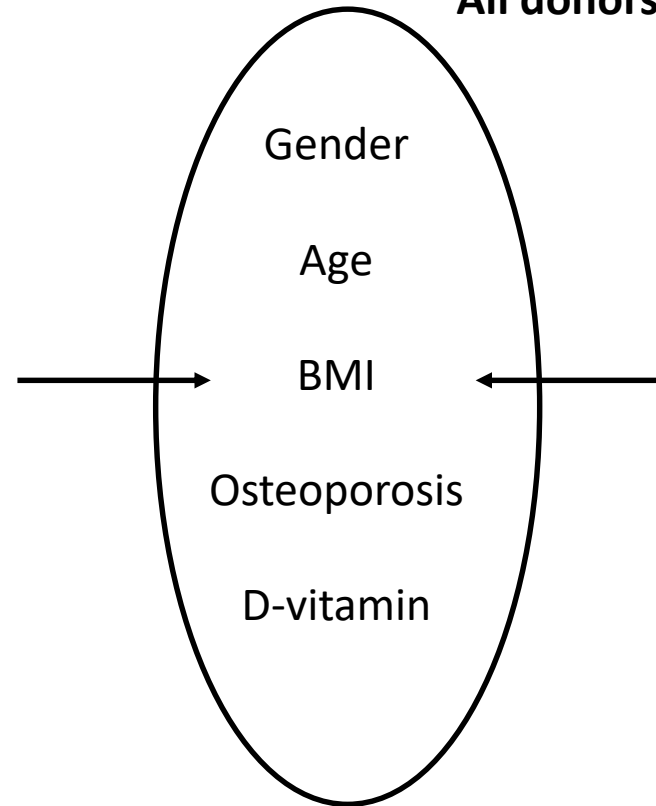 All donors
Gender
Age
BMI
Osteoporosis
D-vitamin